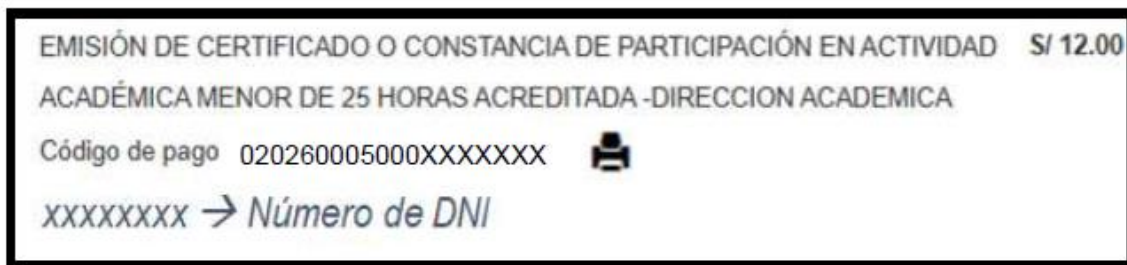 EMISIÓN DE CERTIFICADO O CONSTANCIA DE PARTICIPACIÓN EN ACTIVIDAD S/ 12.00
ACADÉMICA MENOR DE 25 HORAS ACREDITADA -DIRECCION ACADEMICA
Código de pago 020260005000XXXXXXX
xxxxxxxx → Número de DNI